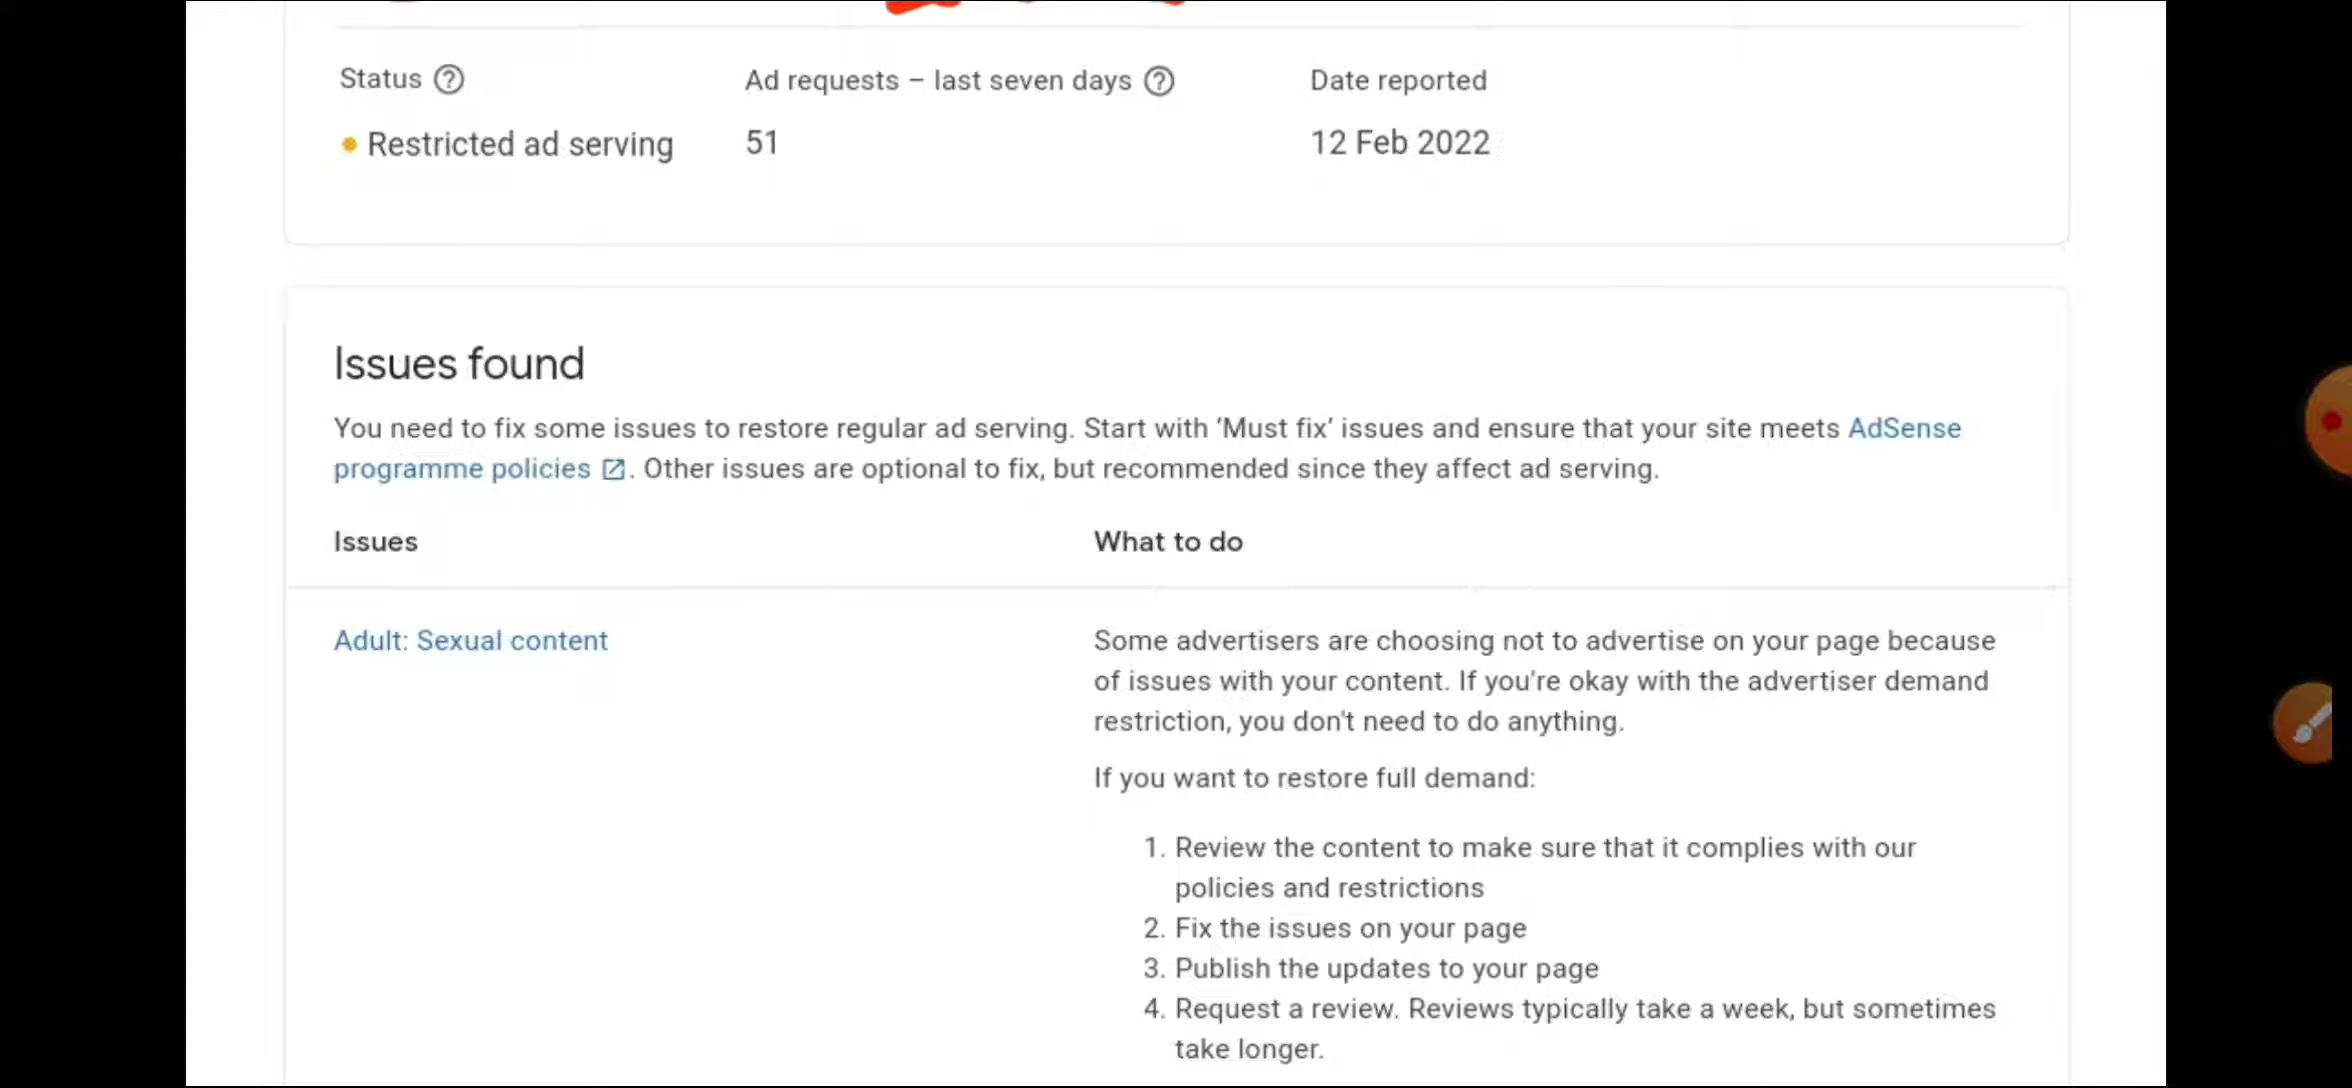 Status
Ad requests – last seven days
Date reported
Restricted ad serving
51
12 Feb 2022
Issues found
You need to fix some issues to restore regular ad serving. Start with ‘Must fix’ issues and ensure that your site meets AdSense
programme policies. Other issues are optional to fix, but recommended since they affect ad serving.
Issues
What to do
Adult: Sexual content
Some advertisers are choosing not to advertise on your page because
of issues with your content. If you're okay with the advertiser demand
restriction, you don't need to do anything.
If you want to restore full demand:
1. Review the content to make sure that it complies with our
policies and restrictions
2. Fix the issues on your page
3. Publish the updates to your page
4. Request a review. Reviews typically take a week, but sometimes
take longer.